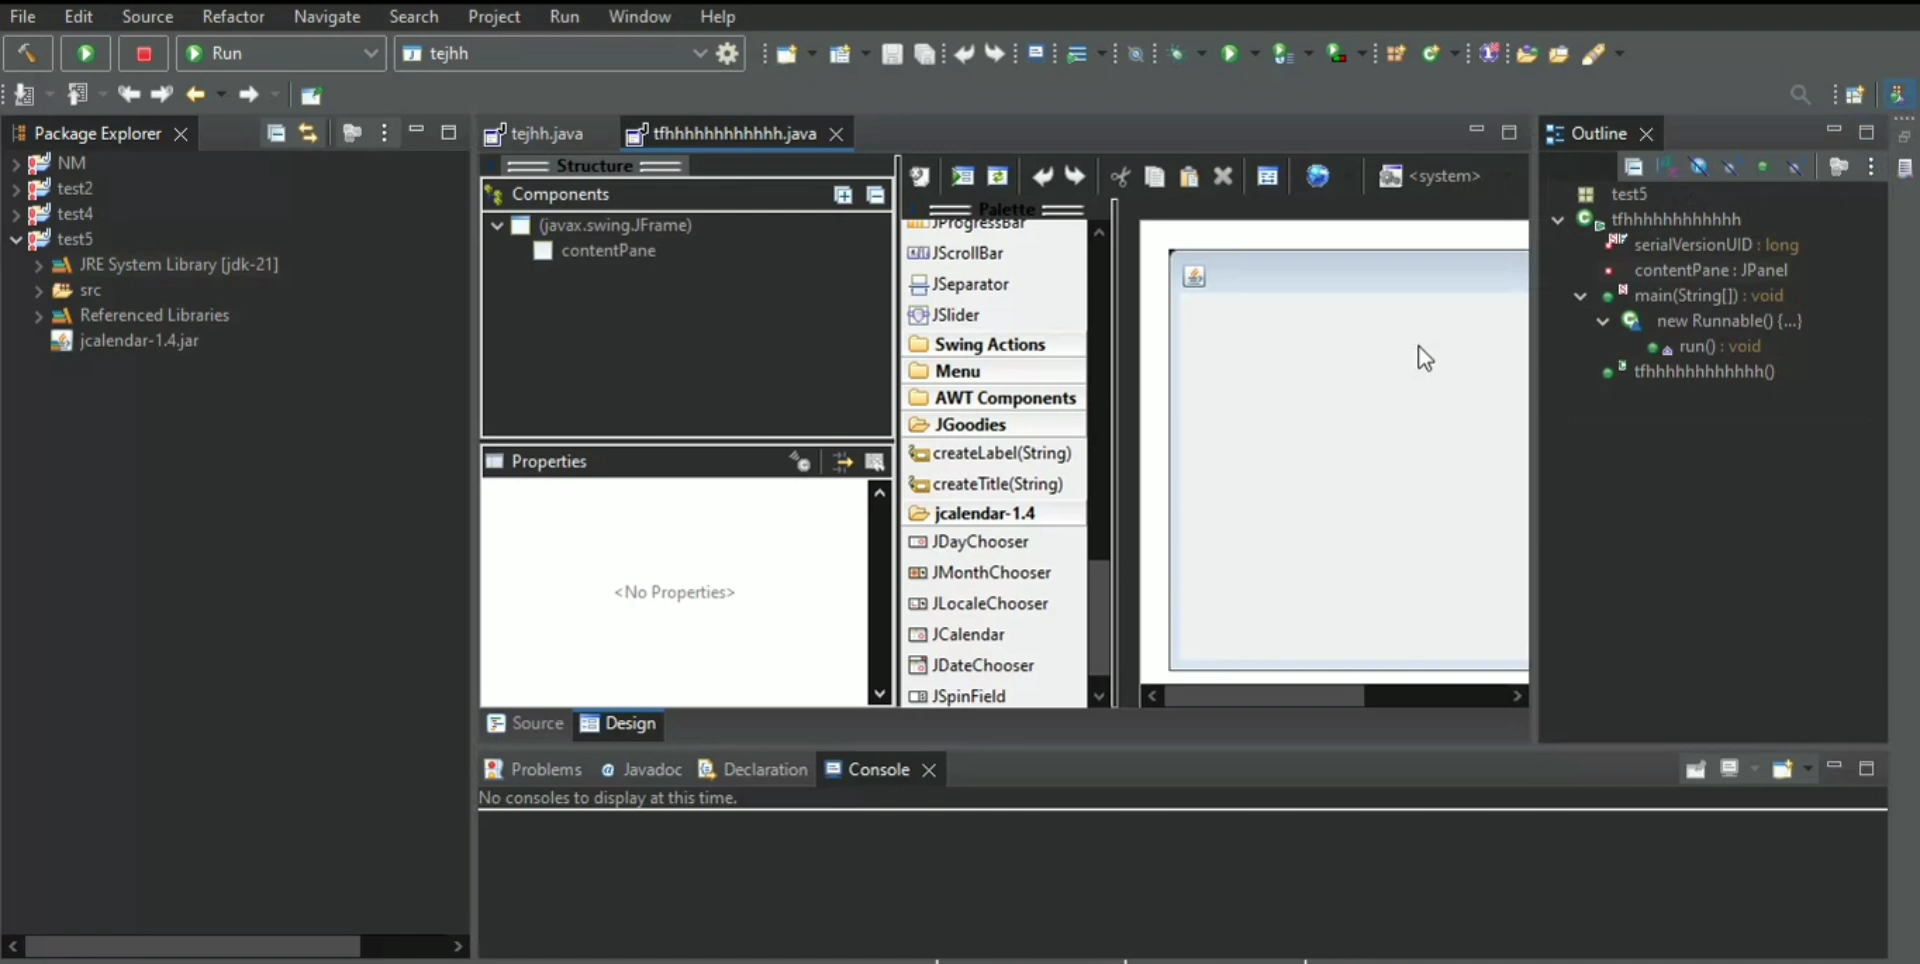 File Edit Source Refactor Navigate Search Project Run Window Help
Run tejhh
Package Explorer
NM
test2
test4
test5
JRE System Library [jdk-21]
src
Referenced Libraries
jcalendar-1.4.jar
tejhh.java tfhhhhhhhhhhhh.java
Structure
Components
(javax.swing.JFrame)
contentPane
Properties
<No Properties>
<system>
Palette
JProgressBar
JScrollBar
JSeparator
JSlider
Swing Actions
Menu
AWT Components
JGoodies
createLabel(String)
createTitle(String)
jcalendar-1.4
JDayChooser
JMonthChooser
JLocaleChooser
JCalendar
JDateChooser
JSpinField
Source Design
Outline
test5
tfhhhhhhhhhhhh
serialVersionUID : long
contentPane : JPanel
main(String[]) : void
new Runnable() {...}
run() : void
tfhhhhhhhhhhhh()
Problems Javadoc Declaration Console
No consoles to display at this time.